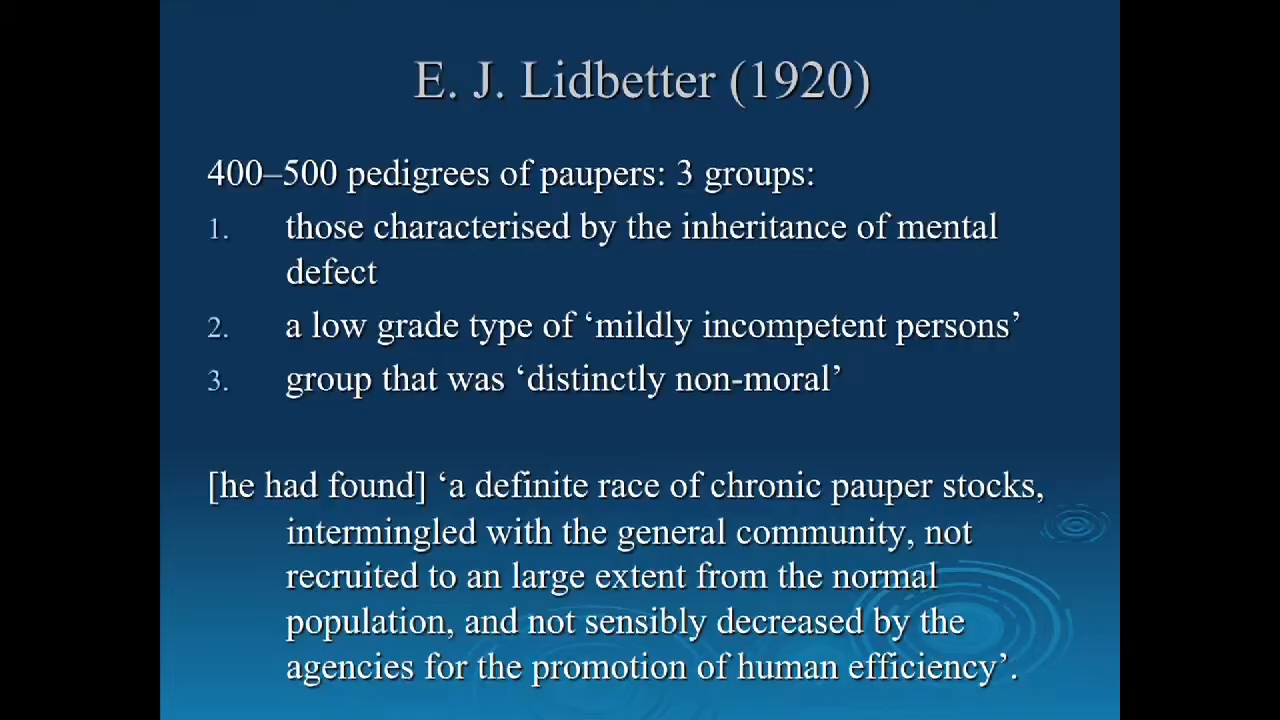 E. J. Lidbetter (1920)
400–500 pedigrees of paupers: 3 groups:
1. those characterised by the inheritance of mental
defect
2. a low grade type of ‘mildly incompetent persons’
3. group that was ‘distinctly non-moral’
[he had found] ‘a definite race of chronic pauper stocks,
intermingled with the general community, not
recruited to an large extent from the normal
population, and not sensibly decreased by the
agencies for the promotion of human efficiency’.